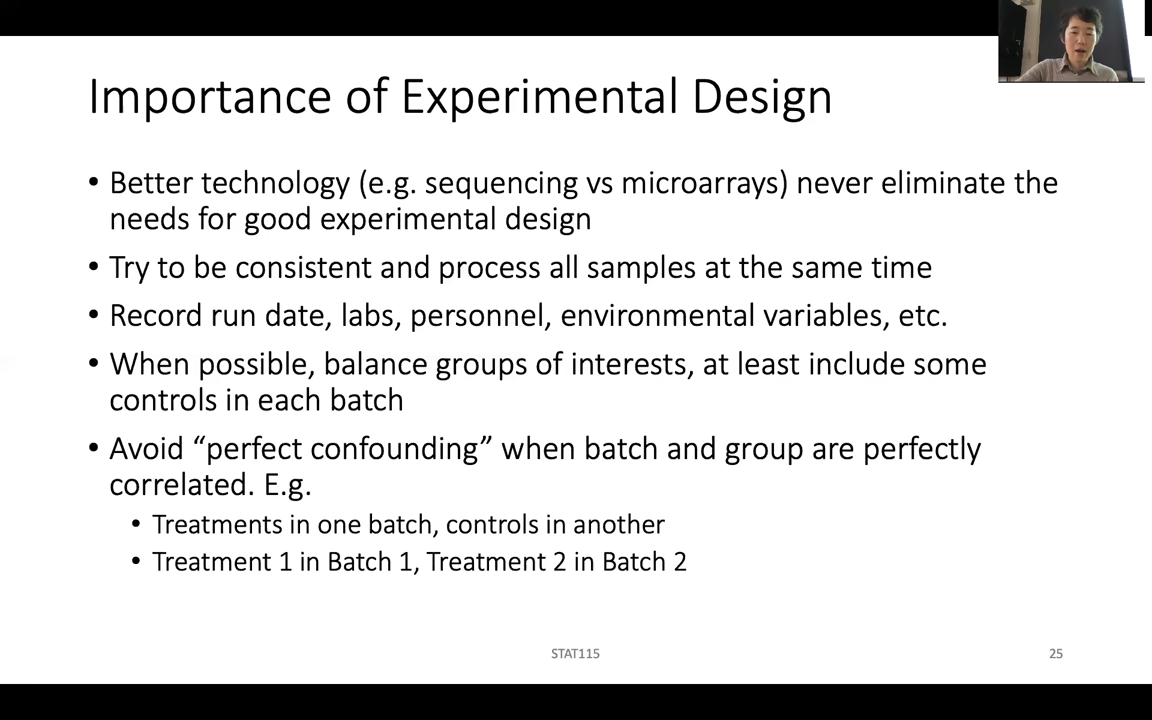 Importance of Experimental Design
• Better technology (e.g. sequencing vs microarrays) never eliminate the
needs for good experimental design
• Try to be consistent and process all samples at the same time
• Record run date, labs, personnel, environmental variables, etc.
• When possible, balance groups of interests, at least include some
controls in each batch
• Avoid “perfect confounding” when batch and group are perfectly
correlated. E.g.
• Treatments in one batch, controls in another
• Treatment 1 in Batch 1, Treatment 2 in Batch 2
STAT115
25